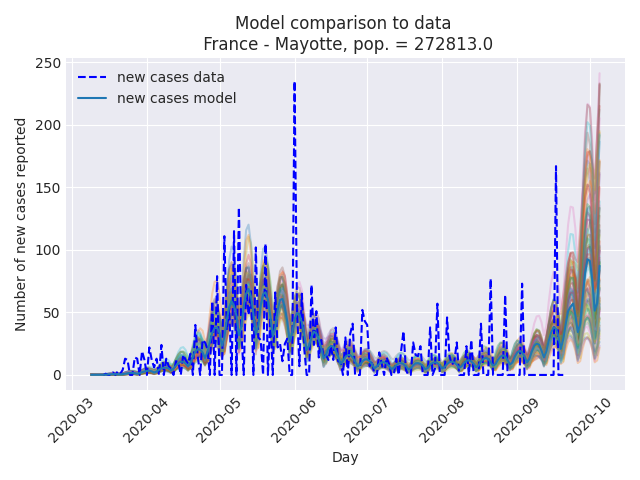 Model comparison to data
France - Mayotte, pop. = 272813.0
new cases data
new cases model
250
200
150
100
50
0
Number of new cases reported
2020-03
2020-04
2020-05
2020-06
2020-07
2020-08
2020-09
2020-10
Day